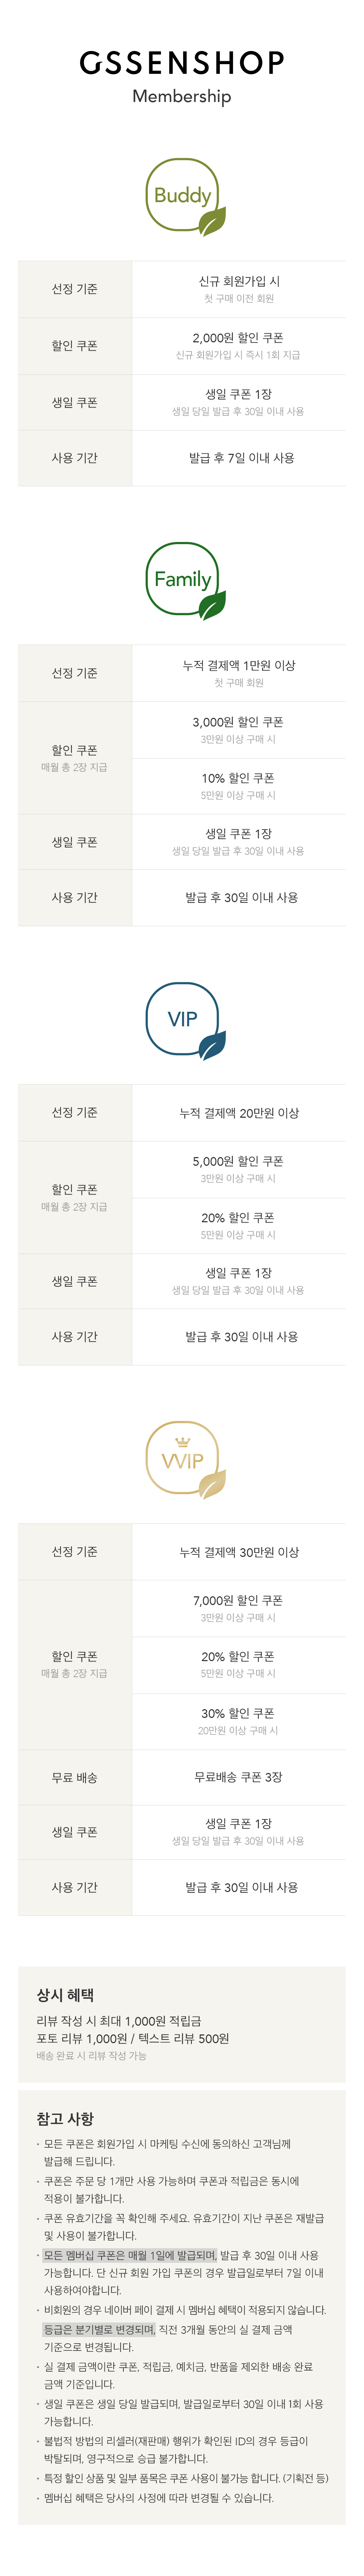 GSSENSHOP
Membership
Buddy
선정 기준
신규 회원가입 시
첫 구매 이전 회원
할인 쿠폰
2,000원 할인 쿠폰
신규 회원가입 시 즉시 1회 지급
생일 쿠폰
생일 쿠폰 1장
생일 당일 발급 후 30일 이내 사용
사용 기간
발급 후 7일 이내 사용
Family
선정 기준
누적 결제액 1만원 이상
첫 구매 회원
할인 쿠폰
매월 총 2장 지급
3,000원 할인 쿠폰
3만원 이상 구매 시
10% 할인 쿠폰
5만원 이상 구매 시
생일 쿠폰
생일 쿠폰 1장
생일 당일 발급 후 30일 이내 사용
사용 기간
발급 후 30일 이내 사용
VIP
선정 기준
누적 결제액 20만원 이상
할인 쿠폰
매월 총 2장 지급
5,000원 할인 쿠폰
3만원 이상 구매 시
20% 할인 쿠폰
5만원 이상 구매 시
생일 쿠폰
생일 쿠폰 1장
생일 당일 발급 후 30일 이내 사용
사용 기간
발급 후 30일 이내 사용
VVIP
선정 기준
누적 결제액 30만원 이상
할인 쿠폰
매월 총 2장 지급
7,000원 할인 쿠폰
3만원 이상 구매 시
20% 할인 쿠폰
5만원 이상 구매 시
30% 할인 쿠폰
20만원 이상 구매 시
무료 배송
무료배송 쿠폰 3장
생일 쿠폰
생일 쿠폰 1장
생일 당일 발급 후 30일 이내 사용
사용 기간
발급 후 30일 이내 사용
상시 혜택
리뷰 작성 시 최대 1,000원 적립금
포토 리뷰 1,000원 / 텍스트 리뷰 500원
배송 완료 시 리뷰 작성 가능
참고 사항
· 모든 쿠폰은 회원가입 시 마케팅 수신에 동의하신 고객님께
발급해 드립니다.
· 쿠폰은 주문 당 1개만 사용 가능하며 쿠폰과 적립금은 동시에
적용이 불가합니다.
· 쿠폰 유효기간을 꼭 확인해 주세요. 유효기간이 지난 쿠폰은 재발급
및 사용이 불가합니다.
· 모든 멤버십 쿠폰은 매월 1일에 발급되며, 발급 후 30일 이내 사용
가능합니다. 단 신규 회원 가입 쿠폰의 경우 발급일로부터 7일 이내
사용하여야합니다.
· 비회원의 경우 네이버 페이 결제 시 멤버십 혜택이 적용되지 않습니다.
등급은 분기별로 변경되며, 직전 3개월 동안의 실 결제 금액
기준으로 변경됩니다.
· 실 결제 금액이란 쿠폰, 적립금, 예치금, 반품을 제외한 배송 완료
금액 기준입니다.
· 생일 쿠폰은 생일 당일 발급되며, 발급일로부터 30일 이내 1회 사용
가능합니다.
· 불법적 방법의 리셀러(재판매) 행위가 확인된 ID의 경우 등급이
박탈되며, 영구적으로 승급 불가합니다.
· 특정 할인 상품 및 일부 품목은 쿠폰 사용이 불가능 합니다. (기획전 등)
· 멤버십 혜택은 당사의 사정에 따라 변경될 수 있습니다.